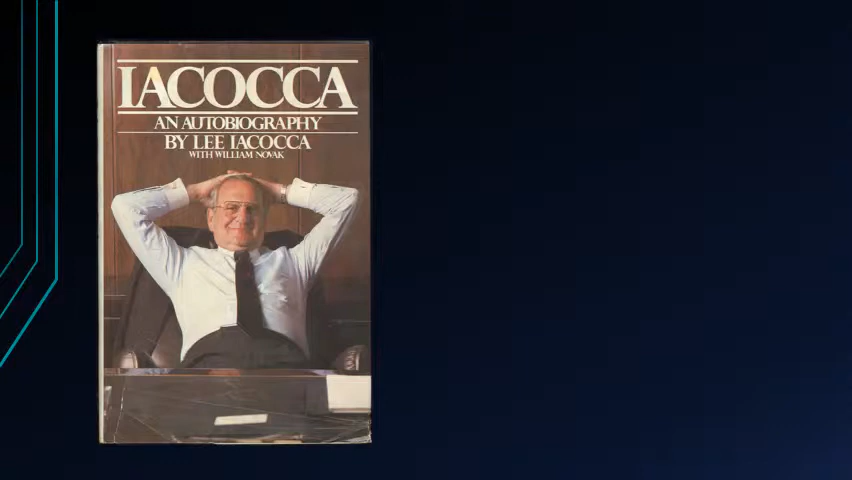 IACOCCA
AN AUTOBIOGRAPHY
BY LEE IACOCCA
WITH WILLIAM NOVAK